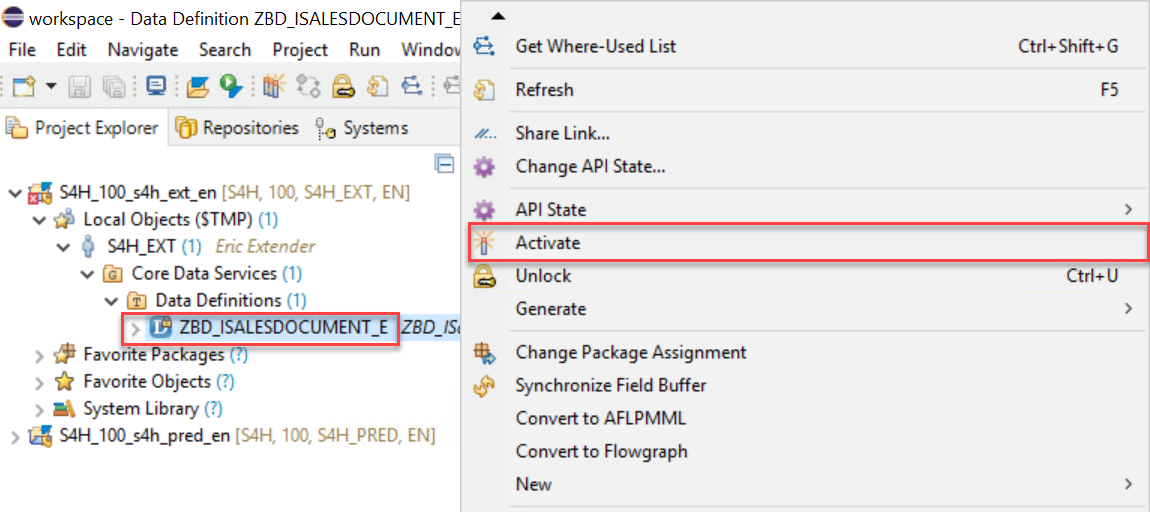 workspace - Data Definition ZBD_ISALESDOCUMENT_E
File Edit Navigate Search Project Run Window
Project Explorer Repositories Systems
S4H_100_s4h_ext_en [S4H, 100, S4H_EXT, EN]
Local Objects ($TMP) (1)
S4H_EXT (1) Eric Extender
Core Data Services (1)
Data Definitions (1)
ZBD_ISALESDOCUMENT_E ZBD_ISa
Favorite Packages (?)
Favorite Objects (?)
System Library (?)
S4H_100_s4h_pred_en [S4H, 100, S4H_PRED, EN]
Get Where-Used List Ctrl+Shift+G
Refresh F5
Share Link...
Change API State...
API State
Activate
Unlock Ctrl+U
Generate
Change Package Assignment
Synchronize Field Buffer
Convert to AFLPMML
Convert to Flowgraph
New